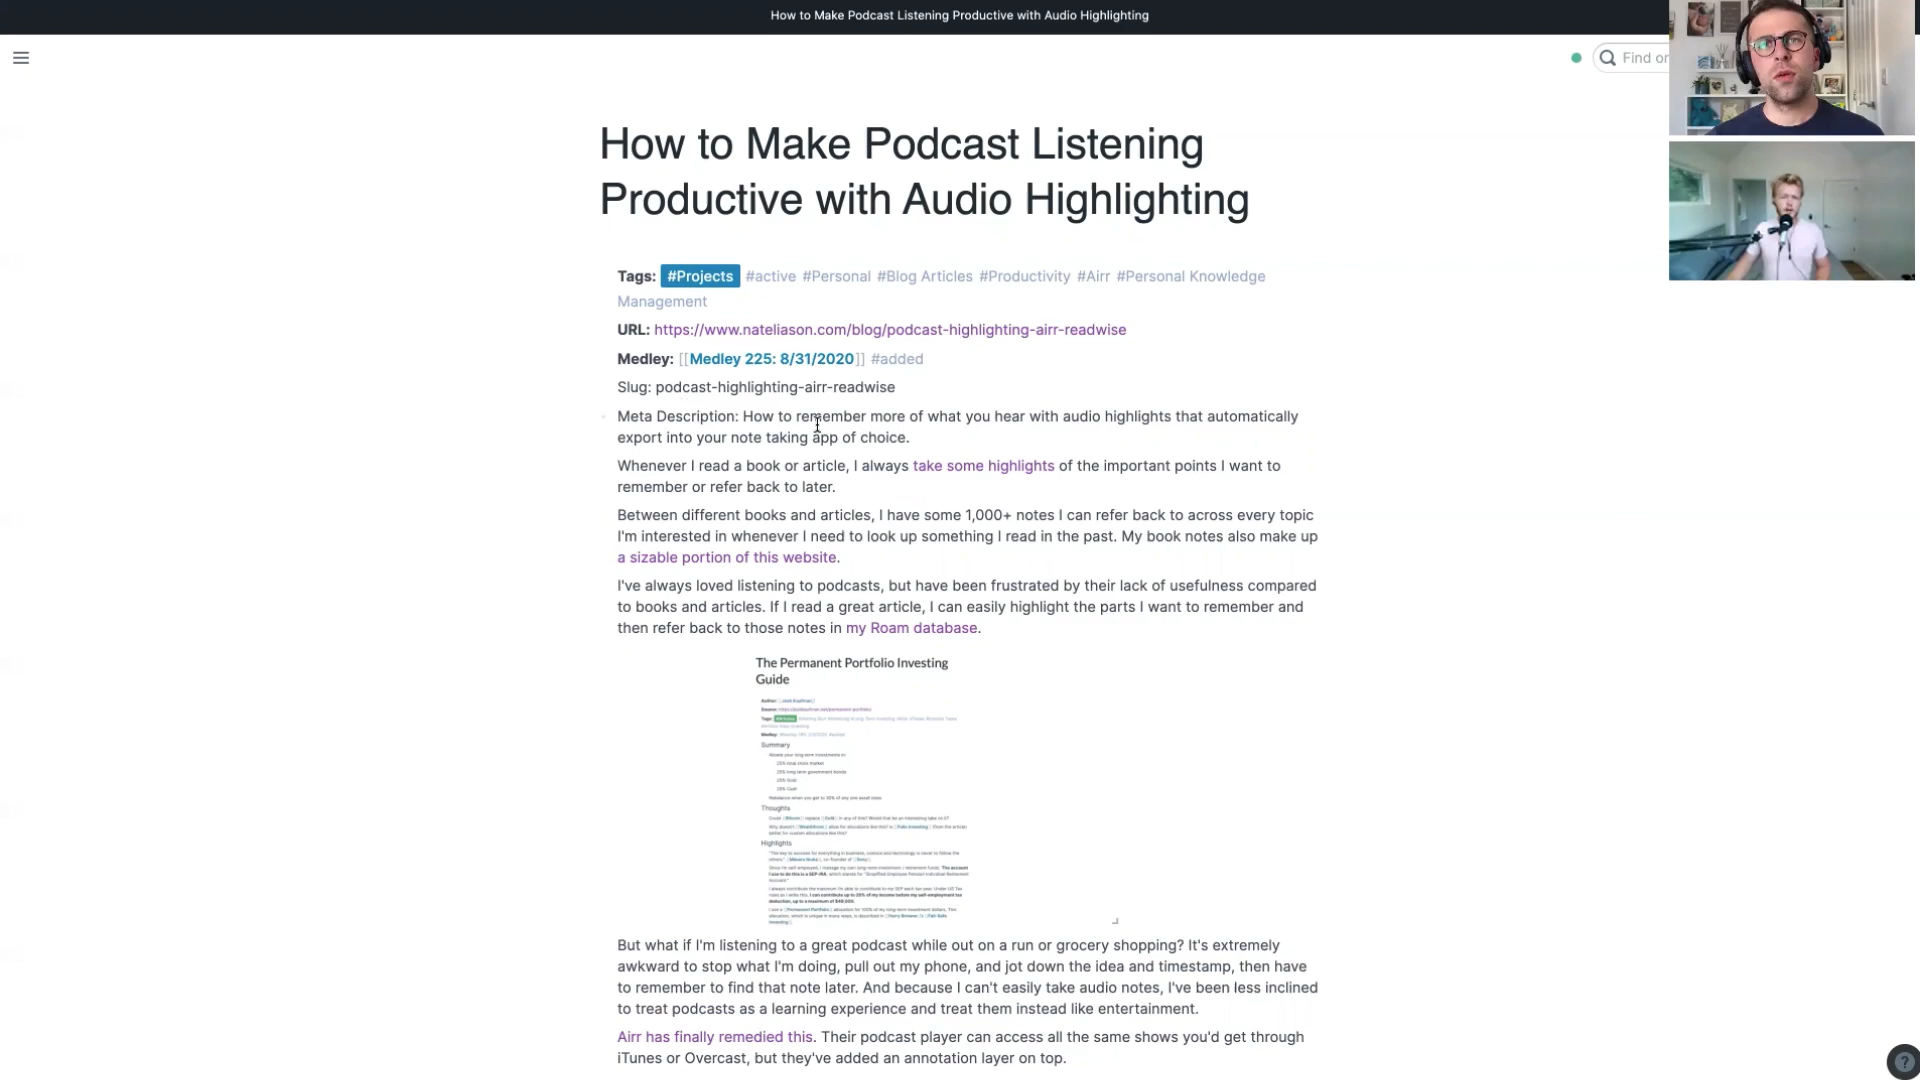 How to Make Podcast Listening Productive with Audio Highlighting
Find or
How to Make Podcast Listening
Productive with Audio Highlighting
Tags: #Projects #active #Personal #Blog Articles #Productivity #Airr #Personal Knowledge
Management
URL: https://www.nateliason.com/blog/podcast-highlighting-airr-readwise
Medley: [[Medley 225: 8/31/2020]] #added
Slug: podcast-highlighting-airr-readwise
Meta Description: How to remember more of what you hear with audio highlights that automatically
export into your note taking app of choice.
Whenever I read a book or article, I always take some highlights of the important points I want to
remember or refer back to later.
Between different books and articles, I have some 1,000+ notes I can refer back to across every topic
I'm interested in whenever I need to look up something I read in the past. My book notes also make up
a sizable portion of this website.
I've always loved listening to podcasts, but have been frustrated by their lack of usefulness compared
to books and articles. If I read a great article, I can easily highlight the parts I want to remember and
then refer back to those notes in my Roam database.
The Permanent Portfolio Investing
Guide
Summary
Thoughts
Highlights
But what if I'm listening to a great podcast while out on a run or grocery shopping? It's extremely
awkward to stop what I'm doing, pull out my phone, and jot down the idea and timestamp, then have
to remember to find that note later. And because I can't easily take audio notes, I've been less inclined
to treat podcasts as a learning experience and treat them instead like entertainment.
Airr has finally remedied this. Their podcast player can access all the same shows you'd get through
iTunes or Overcast, but they've added an annotation layer on top.
?